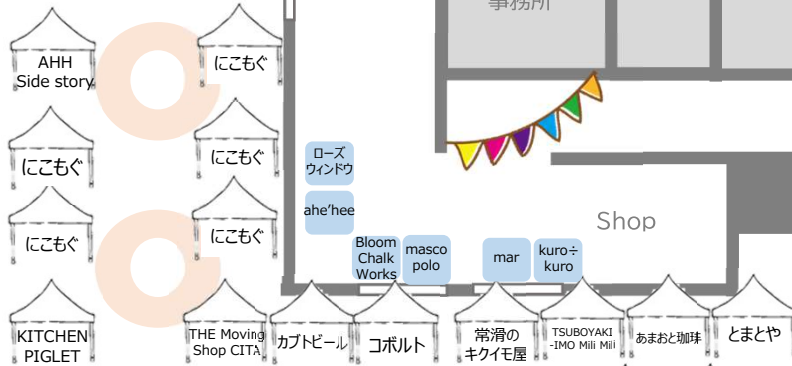 事務所
AHH
Side story
にこもぐ
にこもぐ
にこもぐ
ローズ
ウィンドウ
にこもぐ
にこもぐ
ahe'hee
Shop
Bloom
Chalk
Works
masco
polo
mar
kuro÷
kuro
KITCHEN
PIGLET
THE Moving
Shop CITA
カブトビール
コボルト
常滑の
キクイモ屋
TSUBOYAKI
-IMO Mili Mili
あまおと珈琲
とまとや